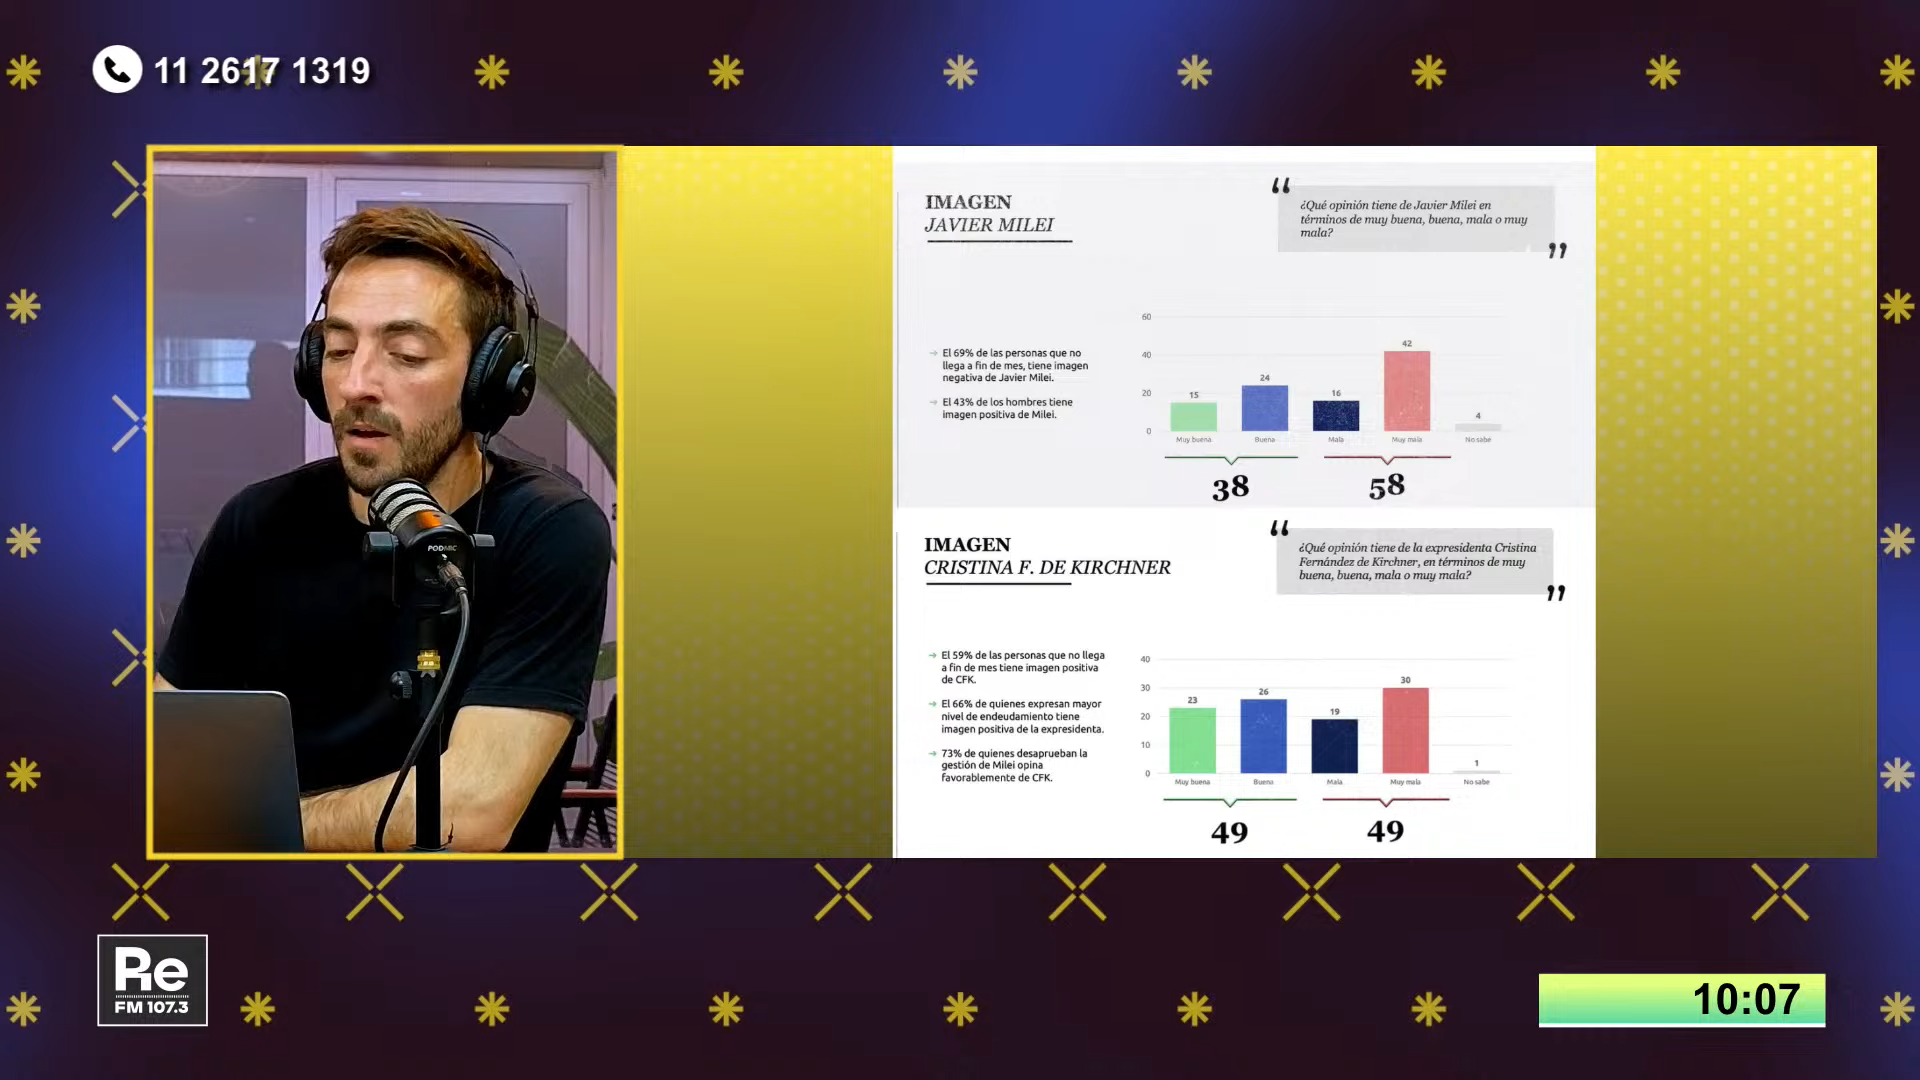 11 2617 1319
IMAGEN
JAVIER MILEI
“
¿Qué opinión tiene de Javier Milei en
términos de muy buena, buena, mala o muy
mala?
”
→ El 69% de las personas que no
llega a fin de mes, tiene imagen
negativa de Javier Milei.
→ El 43% de los hombres tiene
imagen positiva de Milei.
60
40
20
0
15
24
16
42
4
Muy buena
Buena
Mala
Muy mala
No sabe
38
58
IMAGEN
CRISTINA F. DE KIRCHNER
“
¿Qué opinión tiene de la expresidenta Cristina
Fernández de Kirchner, en términos de muy
buena, buena, mala o muy mala?
”
→ El 59% de las personas que no llega
a fin de mes tiene imagen positiva
de CFK.
→ El 66% de quienes expresan mayor
nivel de endeudamiento tiene
imagen positiva de la expresidenta.
→ 73% de quienes desaprueban la
gestión de Milei opina
favorablemente de CFK.
40
30
20
10
0
23
26
19
30
1
Muy buena
Buena
Mala
Muy mala
No sabe
49
49
PODMIC
Re
FM 107.3
10:07